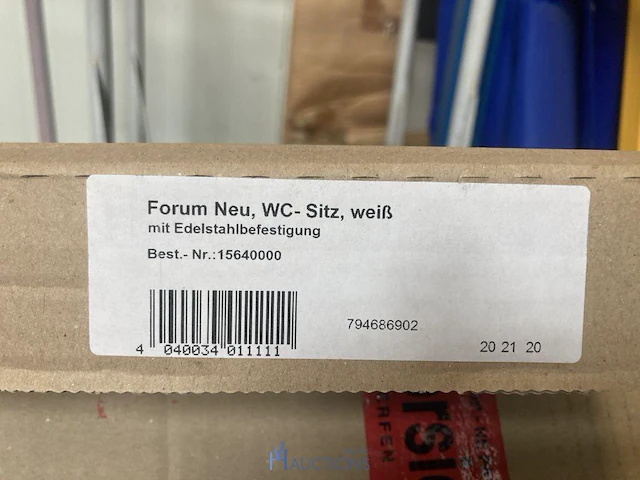 Forum Neu, WC- Sitz, weiß
mit Edelstahlbefestigung
Best.- Nr.:15640000
794686902
4 040034 011111
20 21 20